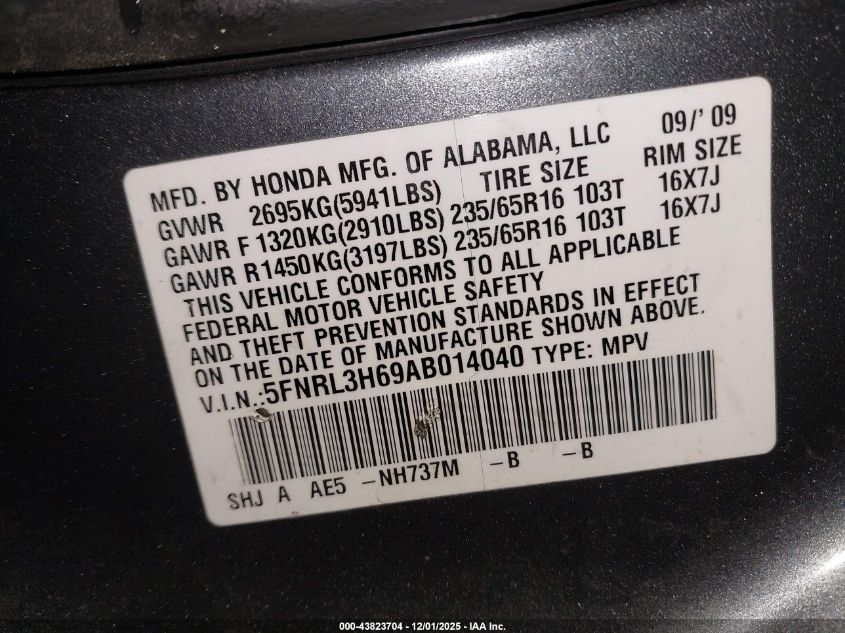 09/' 09
MFD. BY HONDA MFG. OF ALABAMA, LLC
TIRE SIZE RIM SIZE
GVWR 2695KG(5941LBS)
GAWR F 1320KG(2910LBS) 235/65R16 103T 16X7J
GAWR R 1450KG(3197LBS) 235/65R16 103T 16X7J
THIS VEHICLE CONFORMS TO ALL APPLICABLE
FEDERAL MOTOR VEHICLE SAFETY
AND THEFT PREVENTION STANDARDS IN EFFECT
ON THE DATE OF MANUFACTURE SHOWN ABOVE.
V.I.N.:5FNRL3H69AB014040 TYPE: MPV
SHJ A AE5 -NH737M -B -B
000-43823704 - 12/01/2025 - IAA Inc.